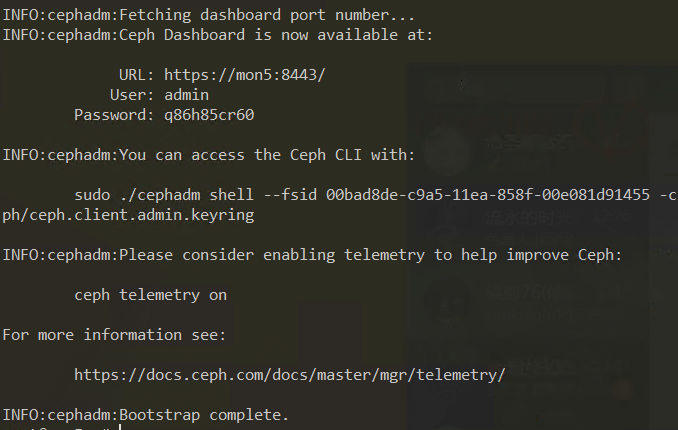 INFO:cephadm:Fetching dashboard port number...
INFO:cephadm:Ceph Dashboard is now available at:
URL: https://mon5:8443/
User: admin
Password: q86h85cr60
INFO:cephadm:You can access the Ceph CLI with:
sudo ./cephadm shell --fsid 00bad8de-c9a5-11ea-858f-00e081d91455 -c
ph/ceph.client.admin.keyring
INFO:cephadm:Please consider enabling telemetry to help improve Ceph:
ceph telemetry on
For more information see:
https://docs.ceph.com/docs/master/mgr/telemetry/
INFO:cephadm:Bootstrap complete.